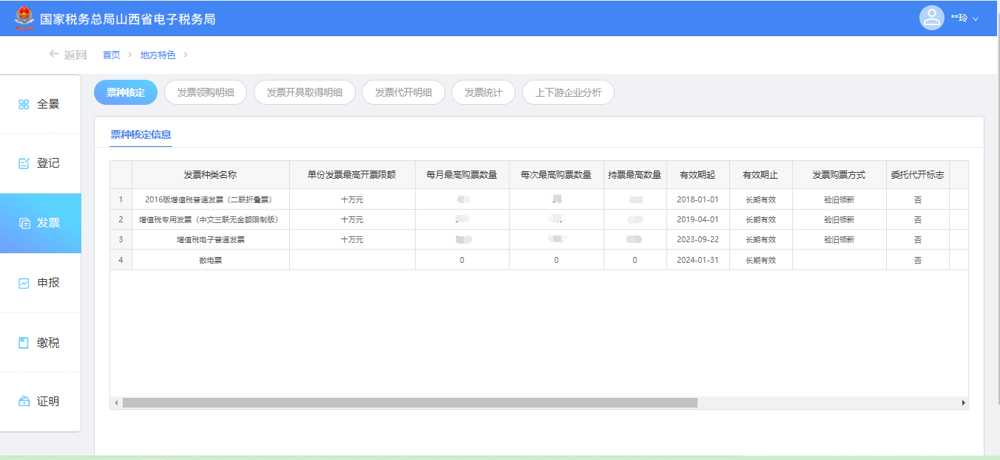 国家税务总局山西省电子税务局
**玲
返回 首页 > 地方特色 >
全景
登记
发票
申报
缴税
证明
票种核定 发票领购明细 发票开具取得明细 发票代开明细 发票统计 上下游企业分析
票种核定信息
发票种类名称 单份发票最高开票限额 每月最高购票数量 每次最高购票数量 持票最高数量 有效期起 有效期止 发票购票方式 委托代开标志
1 2016版增值税普通发票（二联折叠票） 十万元 2018-01-01 长期有效 验旧领新 否
2 增值税专用发票（中文三联无金额限制版） 十万元 2019-04-01 长期有效 验旧领新 否
3 增值税电子普通发票 十万元 2023-09-22 长期有效 验旧领新 否
4 数电票 0 0 0 2024-01-31 长期有效 否